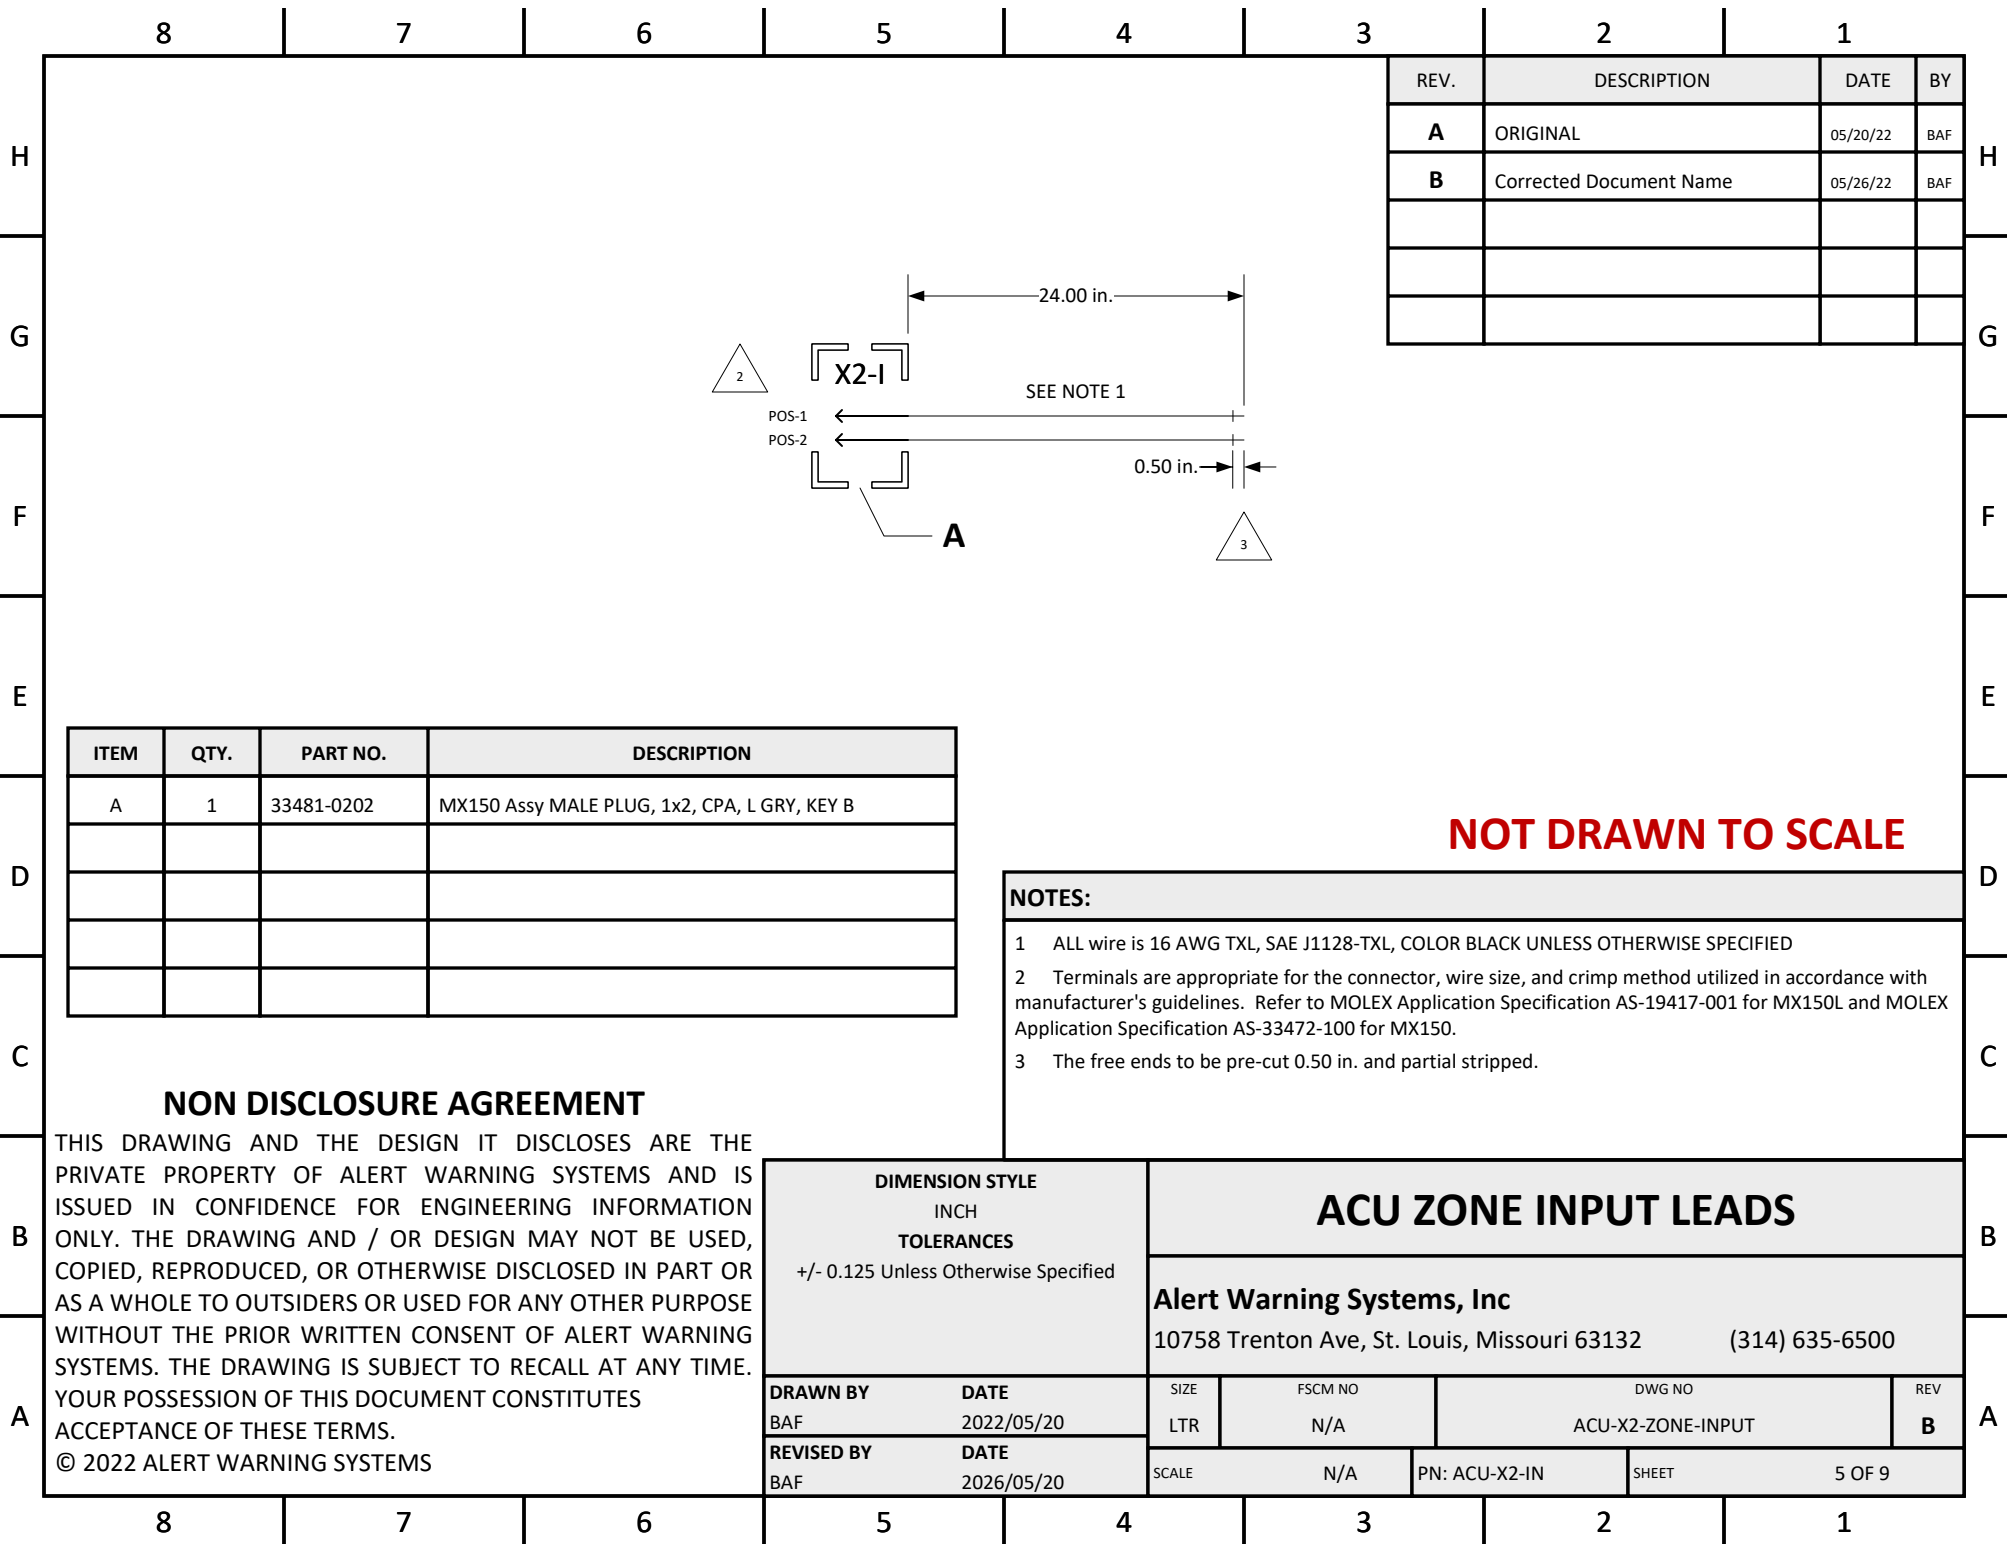 8 7 6 5 4 3 2 1
REV. DESCRIPTION DATE BY
A ORIGINAL 05/20/22 BAF
B Corrected Document Name 05/26/22 BAF
H H
G G
F F
E E
D D
C C
B B
A A
24.00 in.
2
X2-I
SEE NOTE 1
POS-1
POS-2
0.50 in.
A
3
ITEM QTY. PART NO. DESCRIPTION
A 1 33481-0202 MX150 Assy MALE PLUG, 1x2, CPA, L GRY, KEY B
NOT DRAWN TO SCALE
NOTES:
1 ALL wire is 16 AWG TXL, SAE J1128-TXL, COLOR BLACK UNLESS OTHERWISE SPECIFIED
2 Terminals are appropriate for the connector, wire size, and crimp method utilized in accordance with
manufacturer's guidelines. Refer to MOLEX Application Specification AS-19417-001 for MX150L and MOLEX
Application Specification AS-33472-100 for MX150.
3 The free ends to be pre-cut 0.50 in. and partial stripped.
NON DISCLOSURE AGREEMENT
THIS DRAWING AND THE DESIGN IT DISCLOSES ARE THE
PRIVATE PROPERTY OF ALERT WARNING SYSTEMS AND IS
ISSUED IN CONFIDENCE FOR ENGINEERING INFORMATION
ONLY. THE DRAWING AND / OR DESIGN MAY NOT BE USED,
COPIED, REPRODUCED, OR OTHERWISE DISCLOSED IN PART OR
AS A WHOLE TO OUTSIDERS OR USED FOR ANY OTHER PURPOSE
WITHOUT THE PRIOR WRITTEN CONSENT OF ALERT WARNING
SYSTEMS. THE DRAWING IS SUBJECT TO RECALL AT ANY TIME.
YOUR POSSESSION OF THIS DOCUMENT CONSTITUTES
ACCEPTANCE OF THESE TERMS.
© 2022 ALERT WARNING SYSTEMS
DIMENSION STYLE
INCH
TOLERANCES
+/- 0.125 Unless Otherwise Specified
DRAWN BY DATE
BAF 2022/05/20
REVISED BY DATE
BAF 2026/05/20
ACU ZONE INPUT LEADS
Alert Warning Systems, Inc
10758 Trenton Ave, St. Louis, Missouri 63132 (314) 635-6500
SIZE FSCM NO DWG NO REV
LTR N/A ACU-X2-ZONE-INPUT B
SCALE N/A PN: ACU-X2-IN SHEET 5 OF 9
8 7 6 5 4 3 2 1